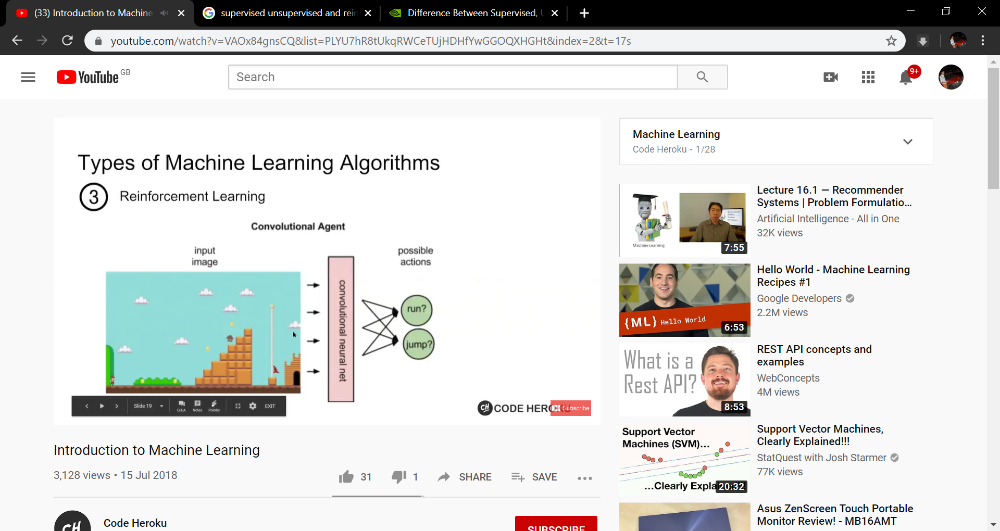 (33) Introduction to Machine
supervised unsupervised and rein
Difference Between Supervised, U
youtube.com/watch?v=VAOx84gnsCQ&list=PLYU7hR8tUkqRWCeTUjHDHfYwGGOQXHGHt&index=2&t=17s
YouTube GB
Search
9+
Types of Machine Learning Algorithms
3 Reinforcement Learning
Convolutional Agent
input
image
convolutional neural net
possible
actions
run?
jump?
Slide 19
Q&A
Notes
Pointer
EXIT
CH CODE HEROKU
Subscribe
Introduction to Machine Learning
3,128 views • 15 Jul 2018
31
1
SHARE
SAVE
CH
Code Heroku
SUBSCRIBE
Machine Learning
Code Heroku - 1/28
Machine Learning
7:55
Lecture 16.1 — Recommender
Systems | Problem Formulatio...
Artificial Intelligence - All in One
32K views
{ML} Hello World
6:53
Hello World - Machine Learning
Recipes #1
Google Developers
2.2M views
What is a
Rest API?
8:53
REST API concepts and
examples
WebConcepts
4M views
Support Vector
Machines (SVM)...
...Clearly Expla
20:32
Support Vector Machines,
Clearly Explained!!!
StatQuest with Josh Starmer
77K views
Asus ZenScreen Touch Portable
Monitor Review! - MB16AMT